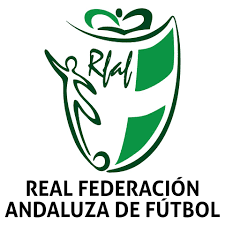 Rfaf
REAL FEDERACIÓN
ANDALUZA DE FÚTBOL